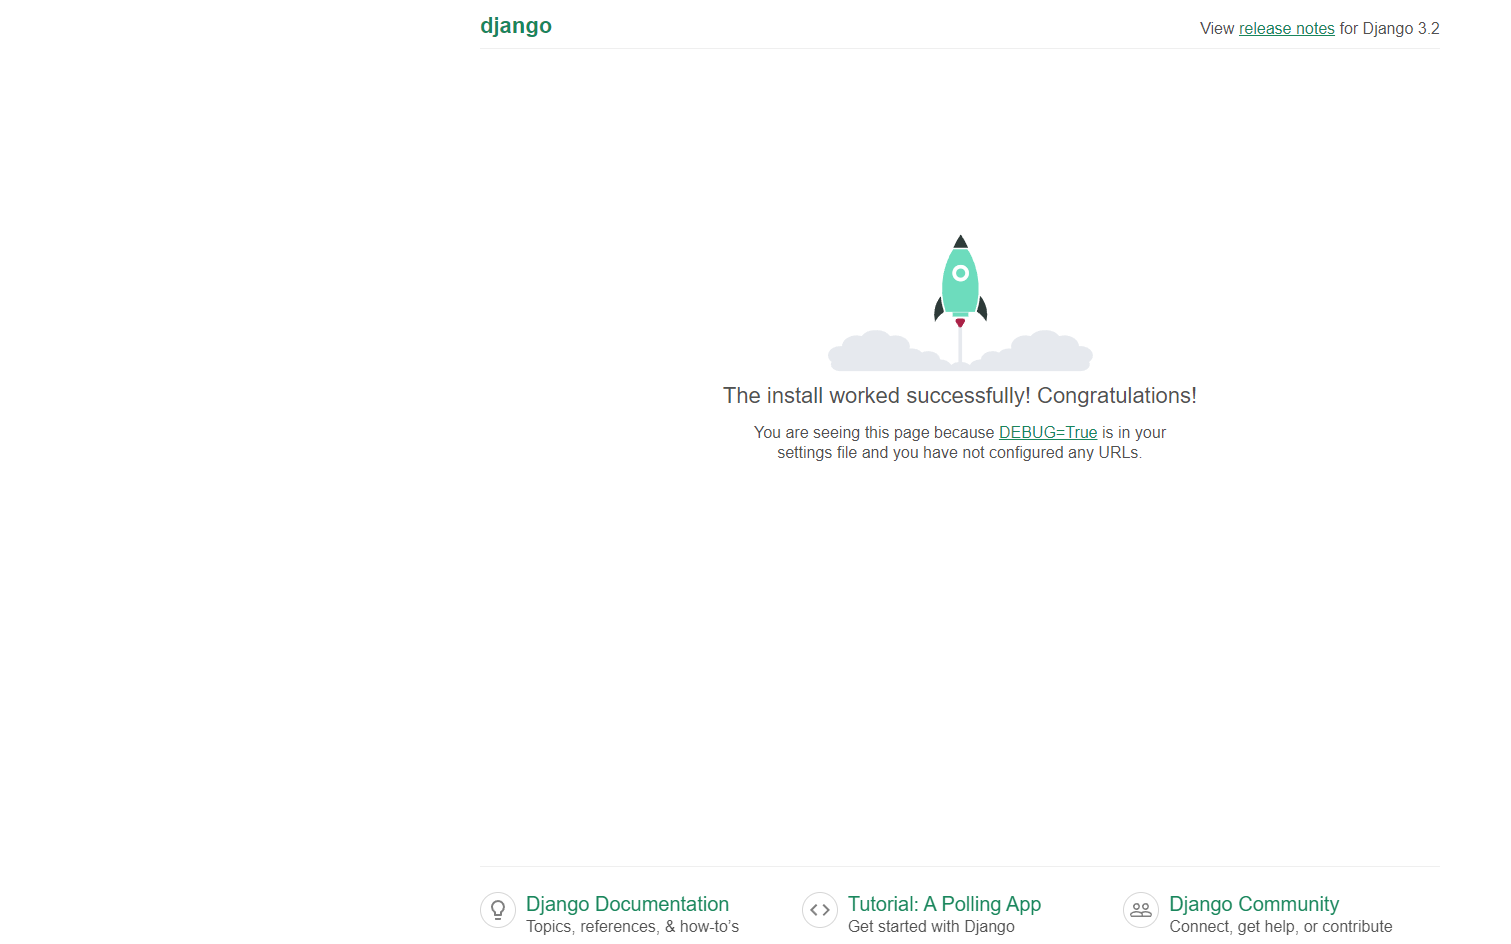 django
View release notes for Django 3.2
The install worked successfully! Congratulations!
You are seeing this page because DEBUG=True is in your
settings file and you have not configured any URLs.
Django Documentation
Topics, references, & how-to’s
Tutorial: A Polling App
Get started with Django
Django Community
Connect, get help, or contribute